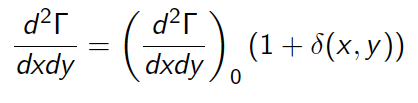 d²Γ/dxdy = (d²Γ/dxdy)₀ (1 + δ(x, y))